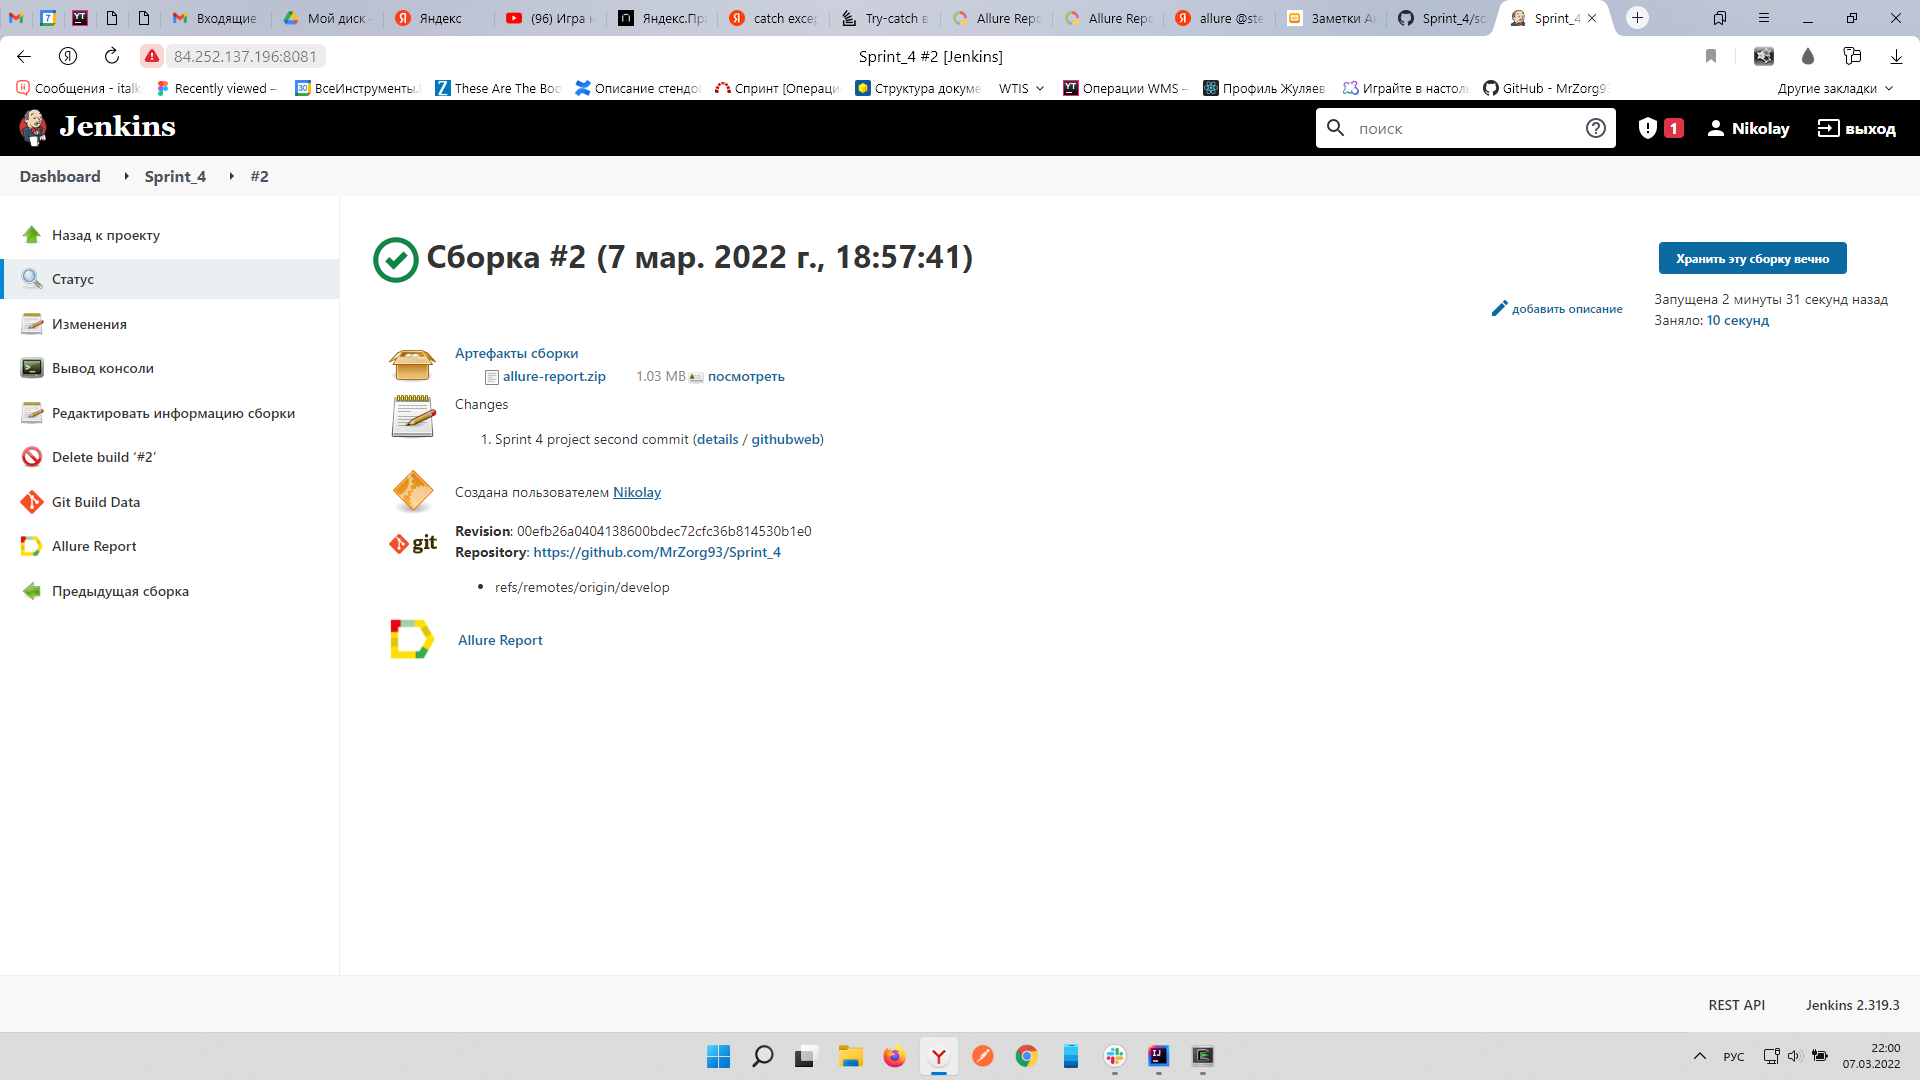 Входящие
Мой диск -
Яндекс
(96) Игра н
Яндекс.Пра
catch excep
Try-catch в
Allure Repo
Allure Repo
allure @ste
Заметки Ав
Sprint_4/sc
Sprint_4
84.252.137.196:8081
Sprint_4 #2 [Jenkins]
Сообщения - italk
Recently viewed –
ВсеИнструменты.
These Are The Boo
Описание стендо
Спринт [Операци
Структура докуме
WTIS
Операции WMS –
Профиль Жуляев
Играйте в настол
GitHub - MrZorg93
Другие закладки
Jenkins
поиск
1
Nikolay
выход
Dashboard
Sprint_4
#2
Назад к проекту
Статус
Изменения
Вывод консоли
Редактировать информацию сборки
Delete build ‘#2’
Git Build Data
Allure Report
Предыдущая сборка
Сборка #2 (7 мар. 2022 г., 18:57:41)
Хранить эту сборку вечно
добавить описание
Запущена 2 минуты 31 секунд назад
Заняло: 10 секунд
Артефакты сборки
allure-report.zip 1.03 MB посмотреть
Changes
1. Sprint 4 project second commit (details / githubweb)
Создана пользователем Nikolay
git
Revision: 00efb26a0404138600bdec72cfc36b814530b1e0
Repository: https://github.com/MrZorg93/Sprint_4
• refs/remotes/origin/develop
Allure Report
REST API
Jenkins 2.319.3
РУС
22:00
07.03.2022